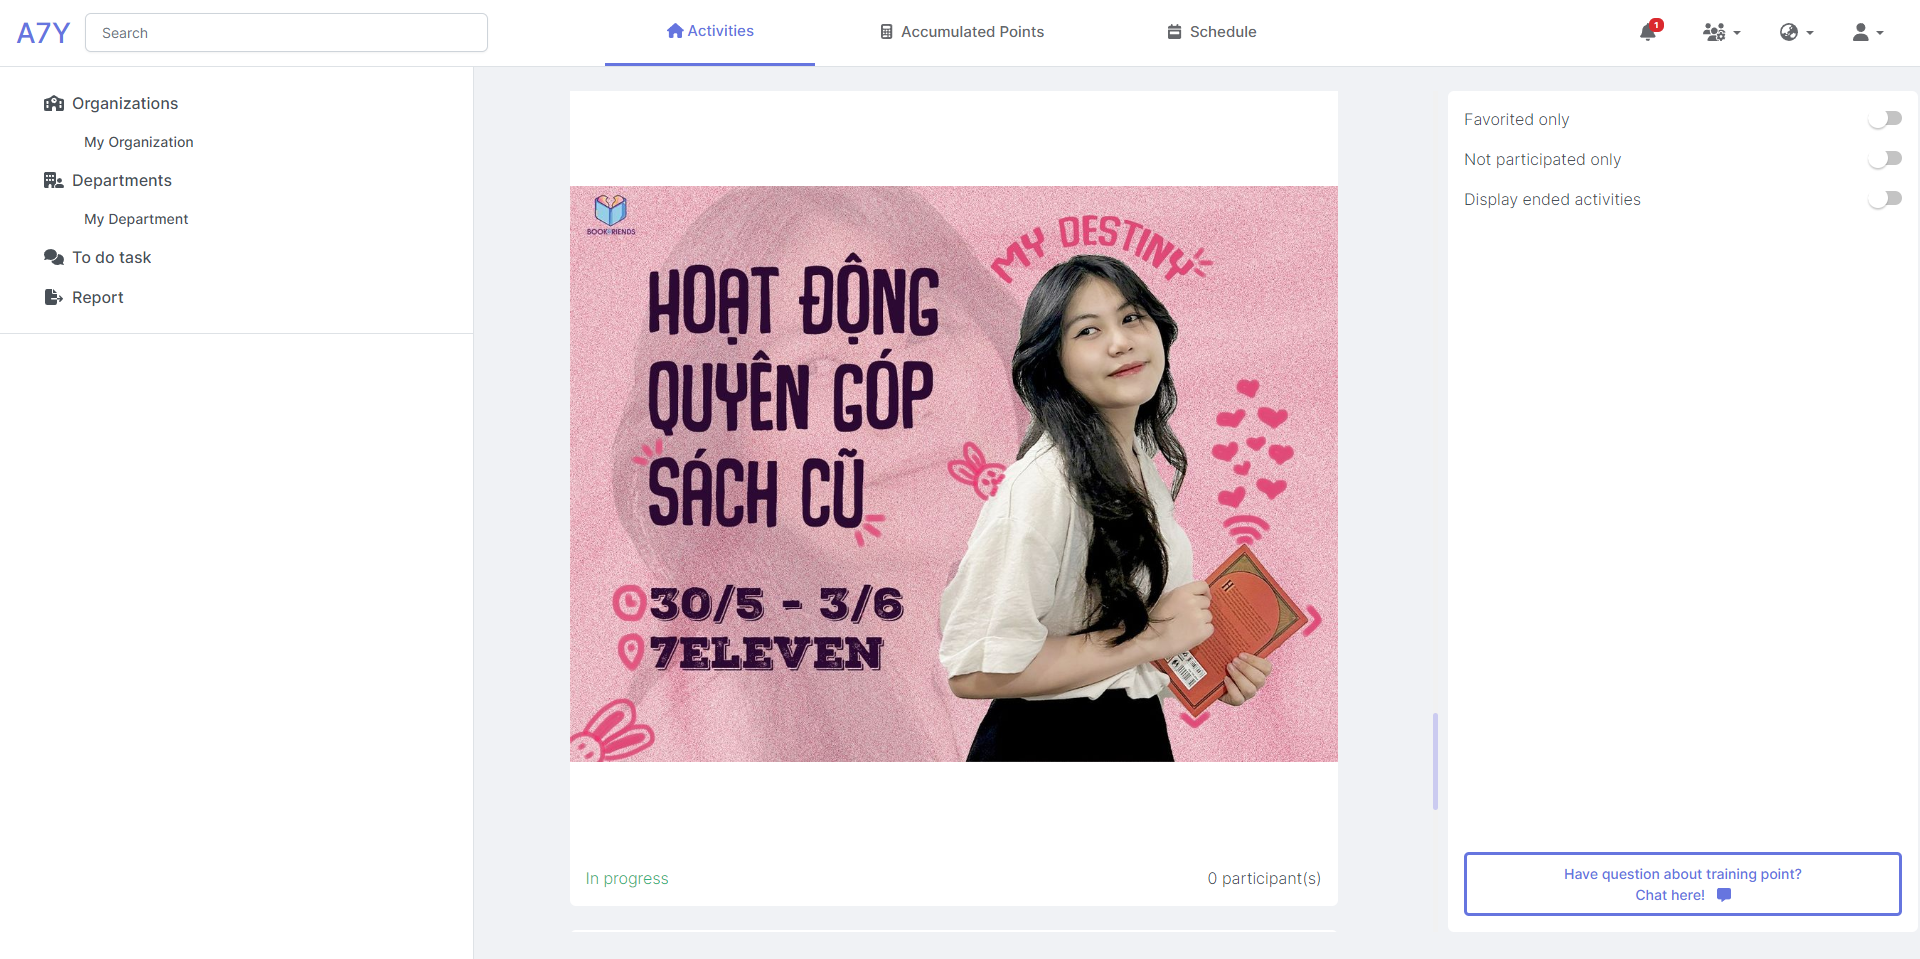 A7Y
Search
Activities
Accumulated Points
Schedule
1
Organizations
My Organization
Departments
My Department
To do task
Report
BOOK4FRIENDS
MY DESTINY
HOẠT ĐỘNG
QUYÊN GÓP
SÁCH CŨ
30/5 - 3/6
7ELEVEN
In progress
0 participant(s)
Favorited only
Not participated only
Display ended activities
Have question about training point?
Chat here!